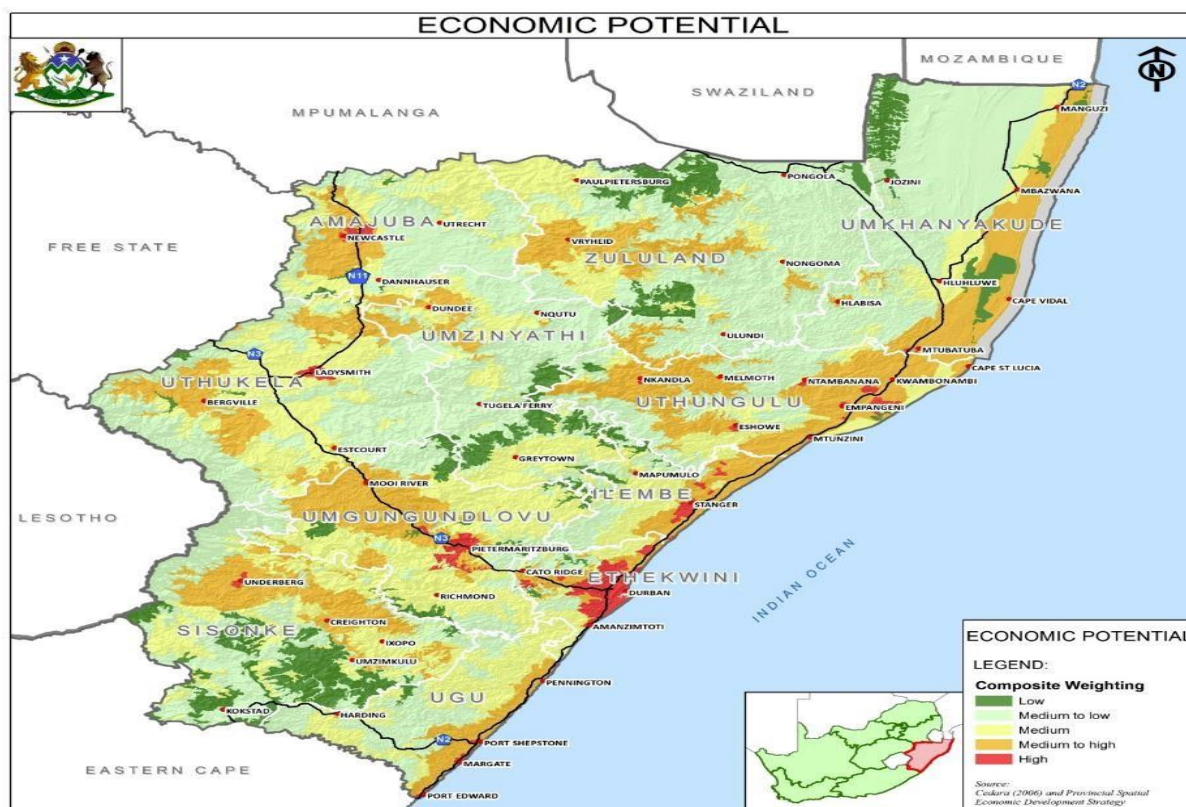 ECONOMIC POTENTIAL
MOZAMBIQUE
N
SWAZILAND
MPUMALANGA
N2
MANGUZI
PAULPIETERSBURG
PONGOLA
JOZINI
MBAZWANA
AMAJUBA
UTRECHT
UMKHANYAKUDE
NEWCASTLE
VRYHEID
FREE STATE
ZULULAND
NONGOMA
N11
DANNHAUSER
HLUHLUWE
CAPE VIDAL
DUNDEE
NQUTU
HLABISA
UMZINYATHI
ULUNDI
N3
MTUBATUBA
LADYSMITH
CAPE ST LUCIA
UTHUKELA
NKANDLA
MELMOTH
NTAMBANANA
KWAMBONAMBI
BERGVILLE
TUGELA FERRY
UTHUNGULU
EMPANGENI
ESHOWE
MTUNZINI
ESTCOURT
GREYTOWN
MAPUMULO
MOOI RIVER
ILEMBE
STANGER
LESOTHO
UMGUNGUNDLOVU
N3
PIETERMARITZBURG
INDIAN OCEAN
CATO RIDGE
ETHEKWINI
UNDERBERG
DURBAN
RICHMOND
CREIGHTON
AMANZIMTOTI
SISONKE
IXOPO
UMZIMKULU
UGU
PENNINGTON
KOKSTAD
HARDING
N2
PORT SHEPSTONE
MARGATE
EASTERN CAPE
PORT EDWARD
ECONOMIC POTENTIAL
LEGEND:
Composite Weighting
Low
Medium to low
Medium
Medium to high
High
Source:
Cedara (2006) and Provincial Spatial
Economic Development Strategy